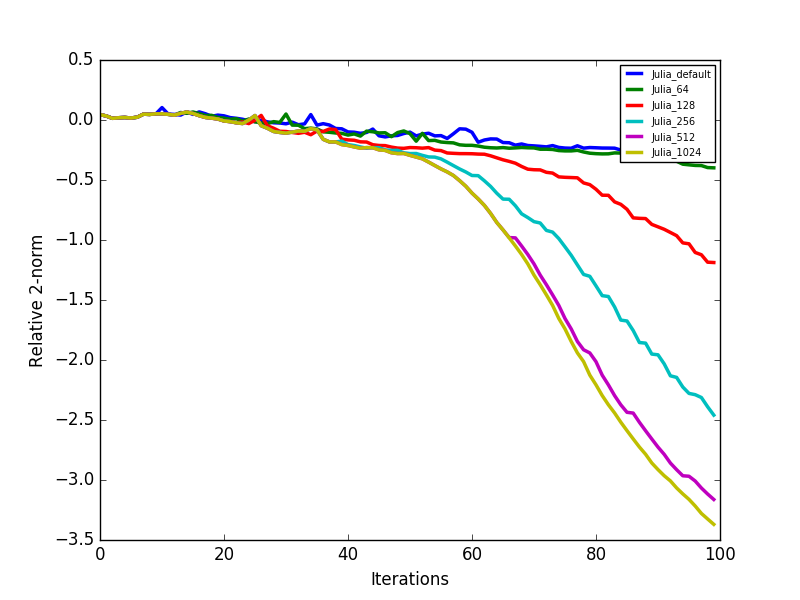 0.5
0.0
−0.5
−1.0
−1.5
−2.0
−2.5
−3.0
−3.5
0 20 40 60 80 100
Relative 2-norm
Iterations
Julia_default
Julia_64
Julia_128
Julia_256
Julia_512
Julia_1024